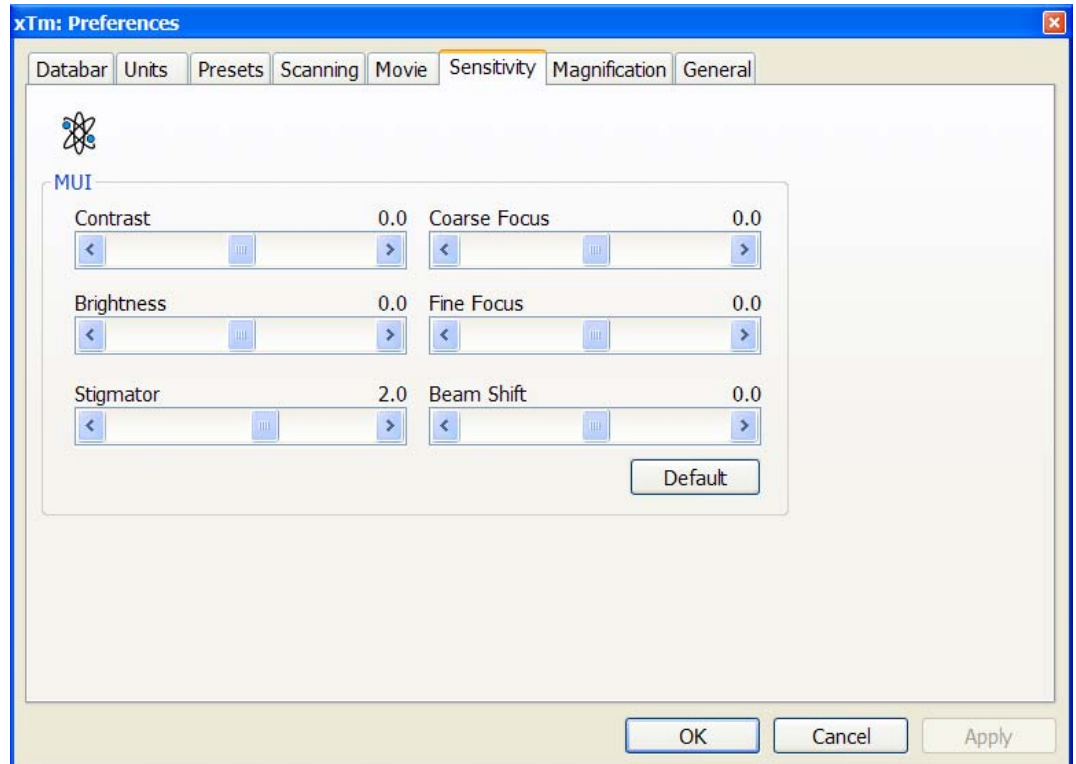 xTm: Preferences
Databar Units Presets Scanning Movie Sensitivity Magnification General
MUI
Contrast 0.0 Coarse Focus 0.0
Brightness 0.0 Fine Focus 0.0
Stigmator 2.0 Beam Shift 0.0
Default
OK Cancel Apply